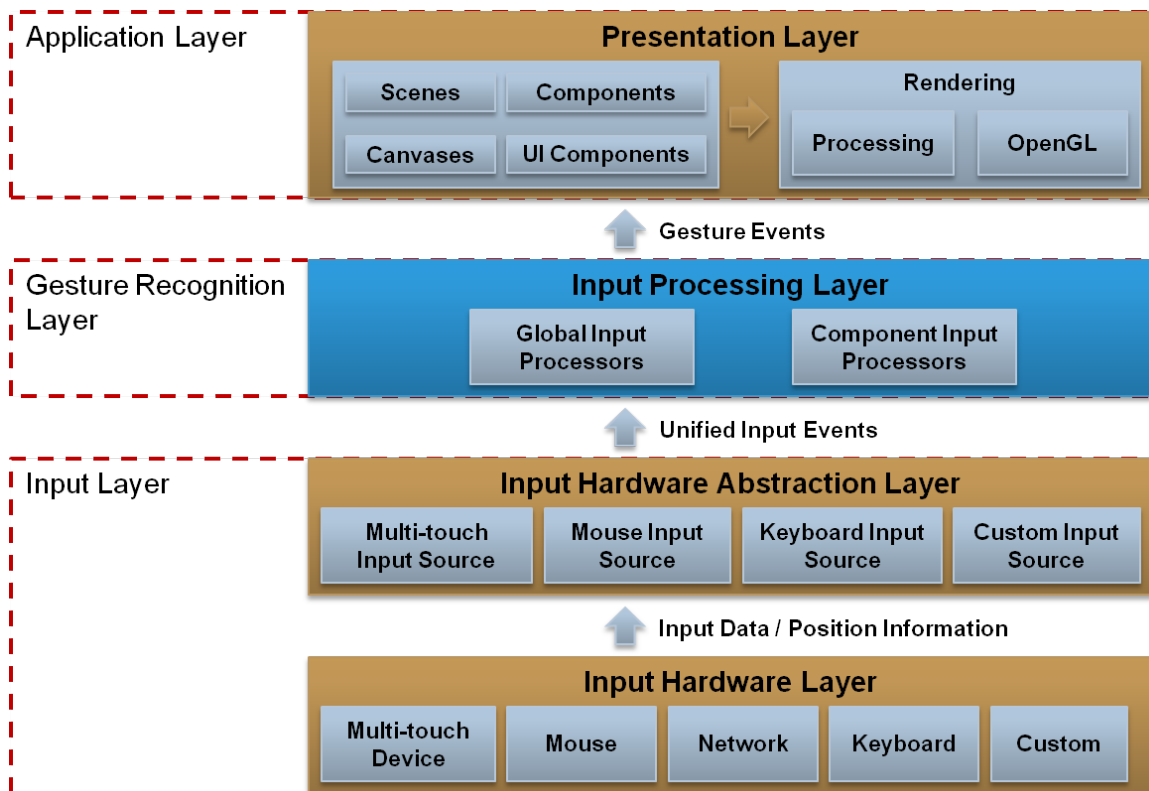 Application Layer
Presentation Layer
Scenes
Components
Canvases
UI Components
Rendering
Processing
OpenGL
Gesture Events
Gesture Recognition
Layer
Input Processing Layer
Global Input
Processors
Component Input
Processors
Unified Input Events
Input Layer
Input Hardware Abstraction Layer
Multi-touch
Input Source
Mouse Input
Source
Keyboard Input
Source
Custom Input
Source
Input Data / Position Information
Input Hardware Layer
Multi-touch
Device
Mouse
Network
Keyboard
Custom